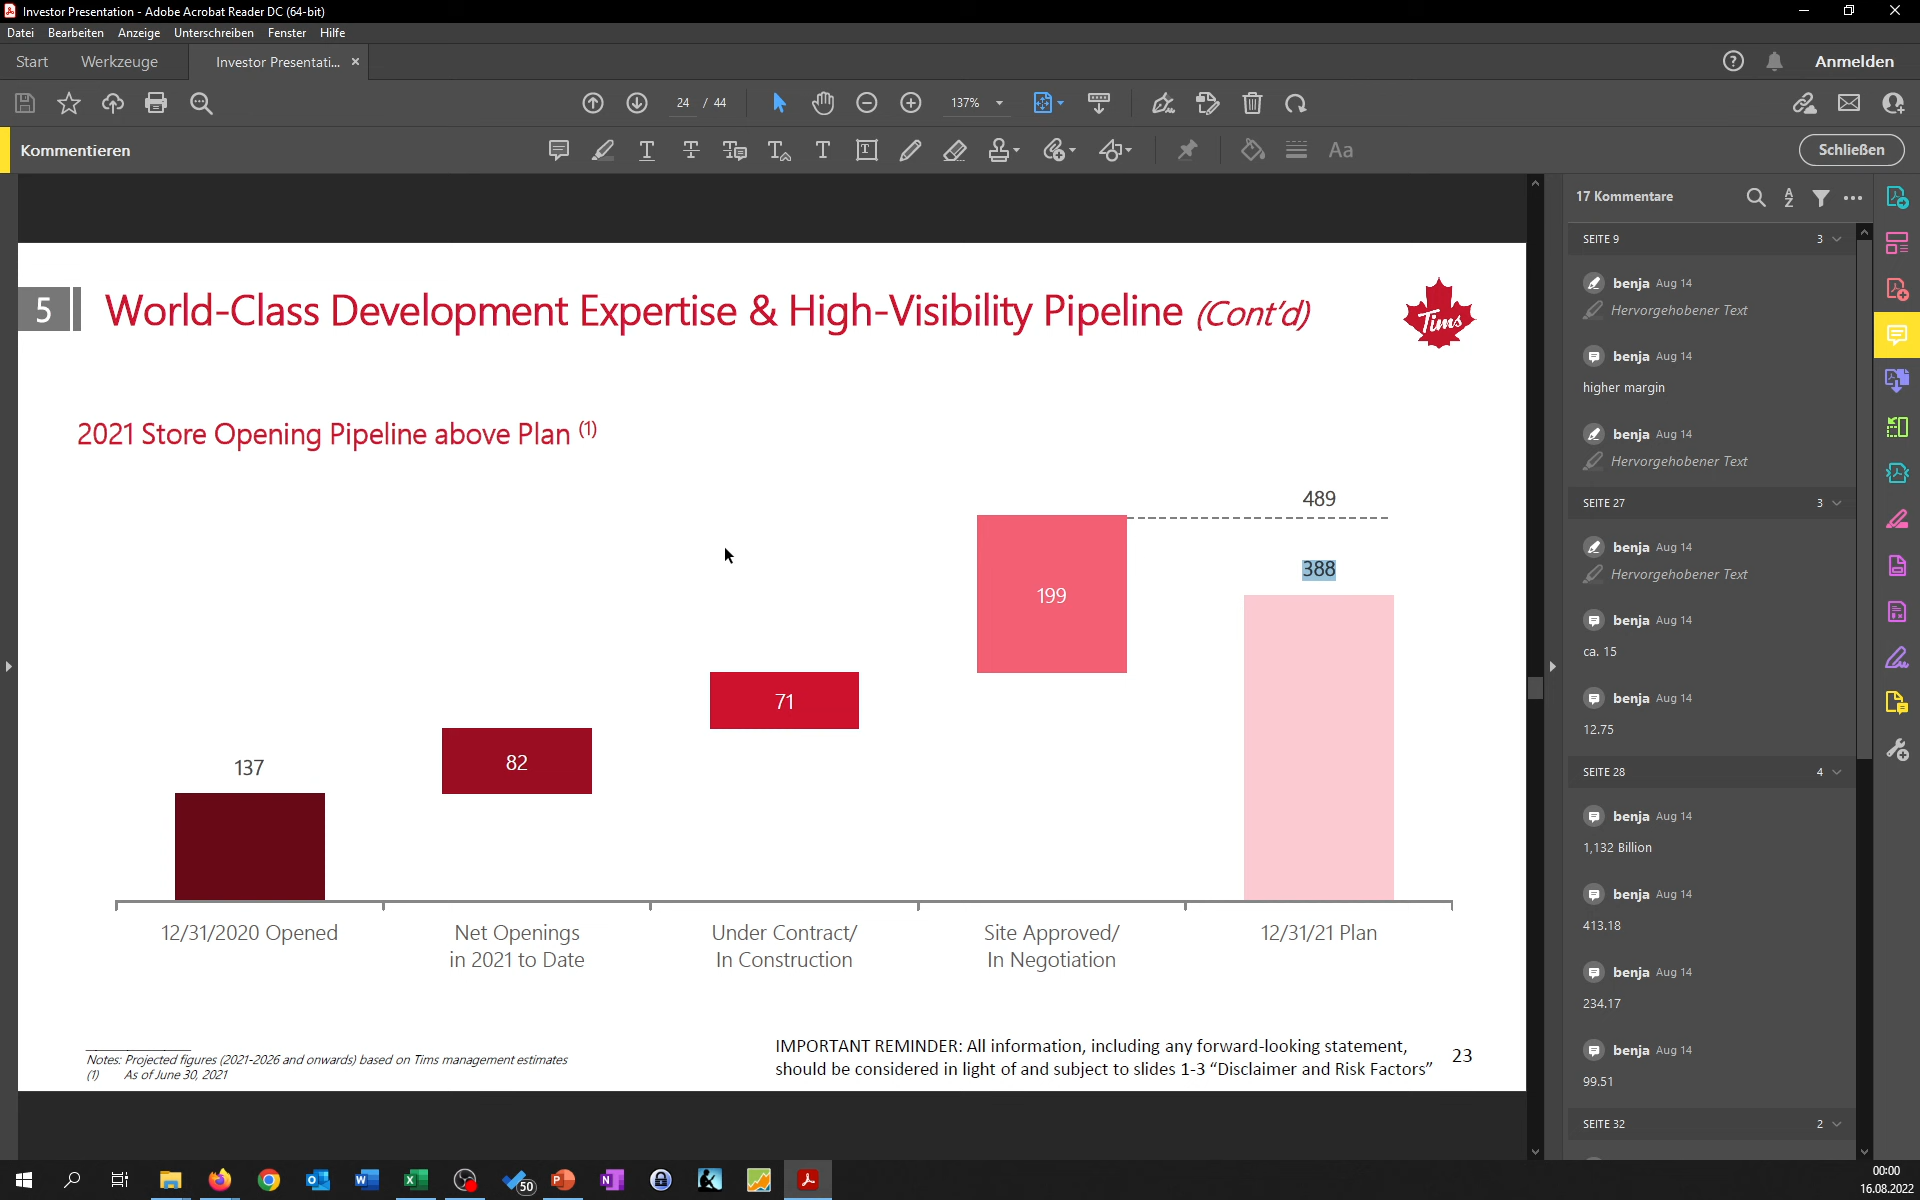 Investor Presentation - Adobe Acrobat Reader DC (64-bit)
Datei Bearbeiten Anzeige Unterschreiben Fenster Hilfe
Start Werkzeuge Investor Presentati... × Anmelden
24 / 44 137%
Kommentieren Schließen
17 Kommentare
5 World-Class Development Expertise & High-Visibility Pipeline (Cont'd)
Tims
2021 Store Opening Pipeline above Plan (1)
489
388
199
71
82
137
12/31/2020 Opened
Net Openings
in 2021 to Date
Under Contract/
In Construction
Site Approved/
In Negotiation
12/31/21 Plan
Notes: Projected figures (2021-2026 and onwards) based on Tims management estimates
(1) As of June 30, 2021
IMPORTANT REMINDER: All information, including any forward-looking statement,
should be considered in light of and subject to slides 1-3 “Disclaimer and Risk Factors”
23
SEITE 9 3
benja Aug 14
Hervorgehobener Text
benja Aug 14
higher margin
benja Aug 14
Hervorgehobener Text
SEITE 27 3
benja Aug 14
Hervorgehobener Text
benja Aug 14
ca. 15
benja Aug 14
12.75
SEITE 28 4
benja Aug 14
1,132 Billion
benja Aug 14
413.18
benja Aug 14
234.17
benja Aug 14
99.51
SEITE 32 2
50
00:00
16.08.2022